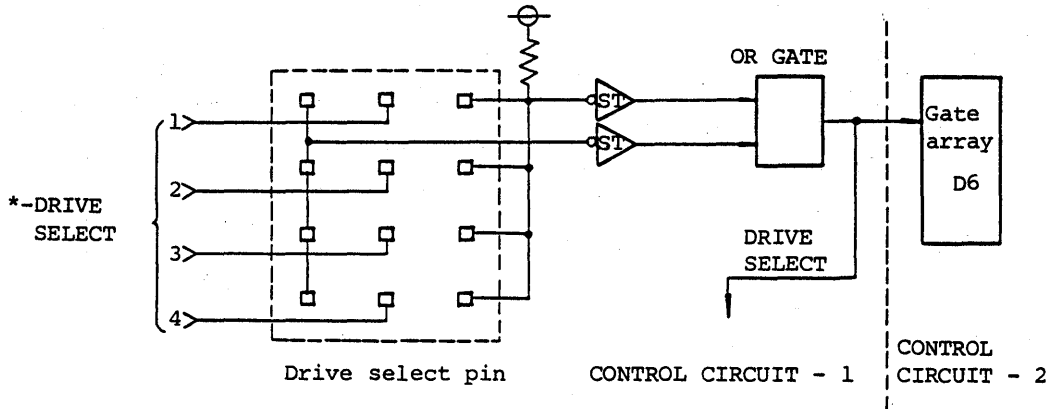 OR GATE
ST
ST
Gate
array
D6
1
2
3
4
*-DRIVE
SELECT
DRIVE
SELECT
Drive select pin
CONTROL CIRCUIT - 1
CONTROL
CIRCUIT - 2